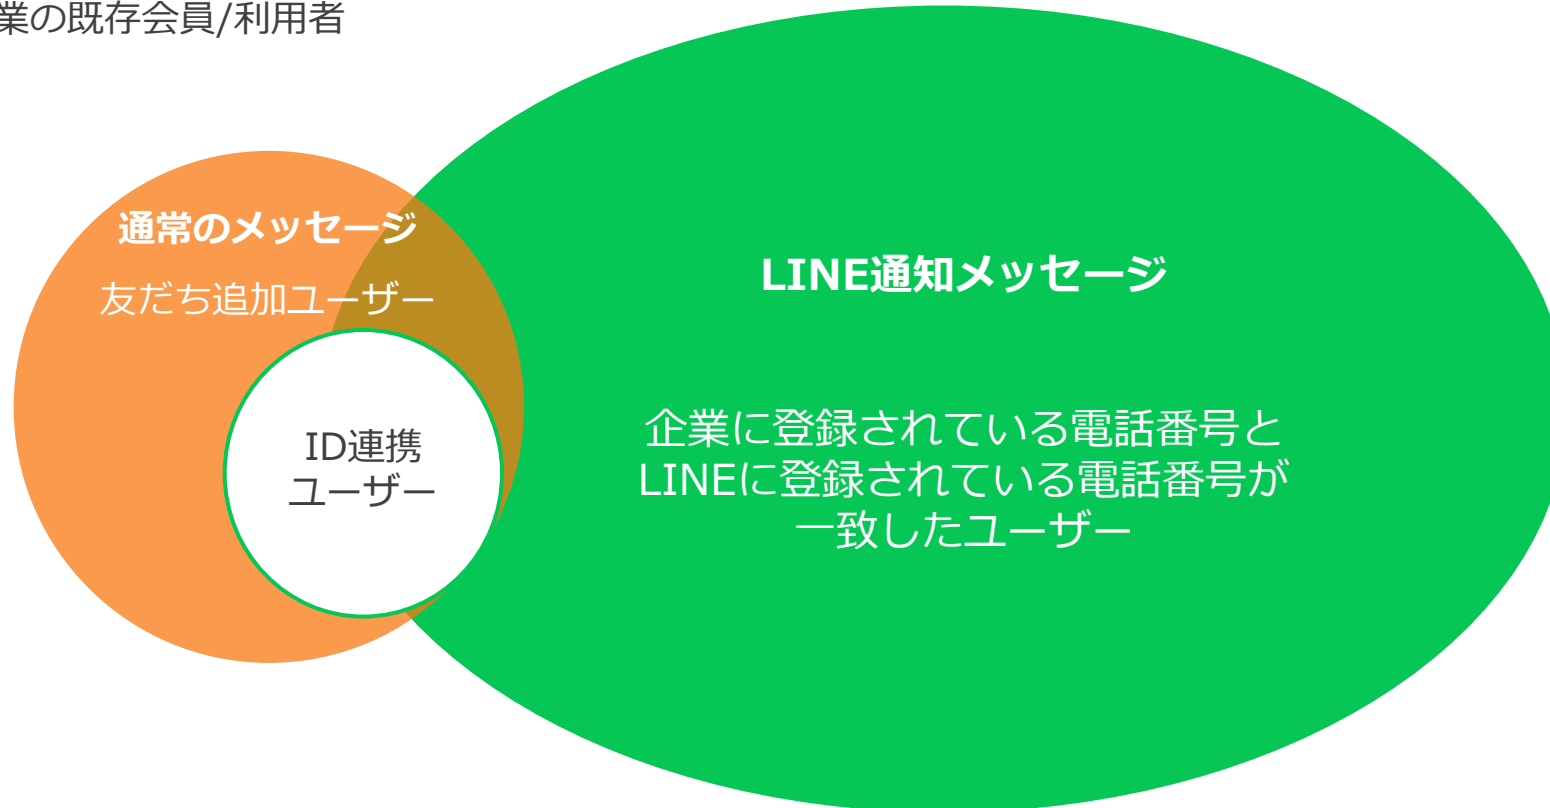 業の既存会員/利用者
通常のメッセージ
友だち追加ユーザー
ID連携
ユーザー
LINE通知メッセージ
企業に登録されている電話番号と
LINEに登録されている電話番号が
一致したユーザー